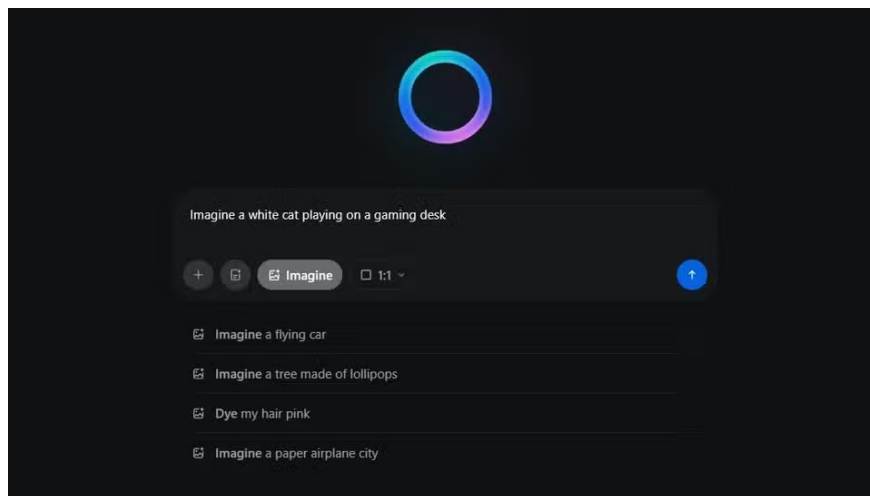 Imagine a white cat playing on a gaming desk
Imagine
1:1
Imagine a flying car
Imagine a tree made of lollipops
Dye my hair pink
Imagine a paper airplane city